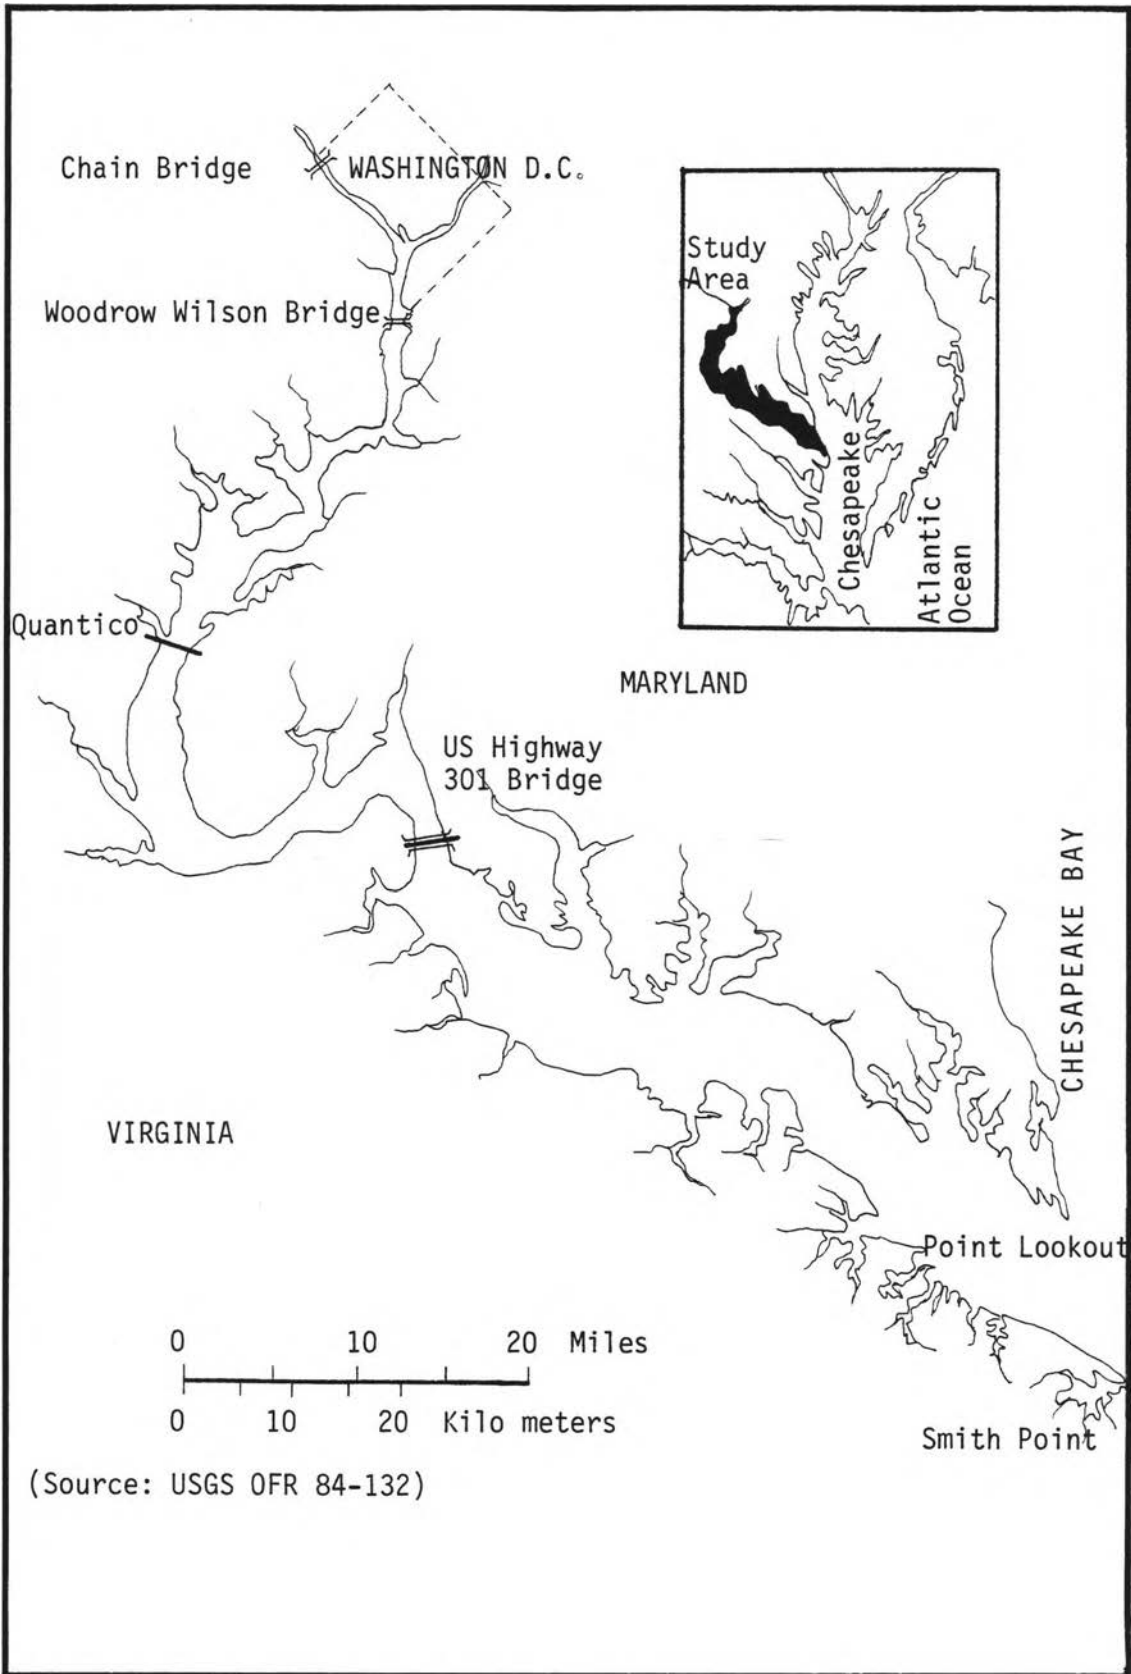 Chain Bridge
WASHINGTON D.C.
Woodrow Wilson Bridge
Study
Area
Chesapeake
Atlantic
Ocean
Quantico
MARYLAND
US Highway
301 Bridge
CHESAPEAKE BAY
VIRGINIA
Point Lookout
0 10 20 Miles
0 10 20 Kilo meters
Smith Point
(Source: USGS OFR 84-132)